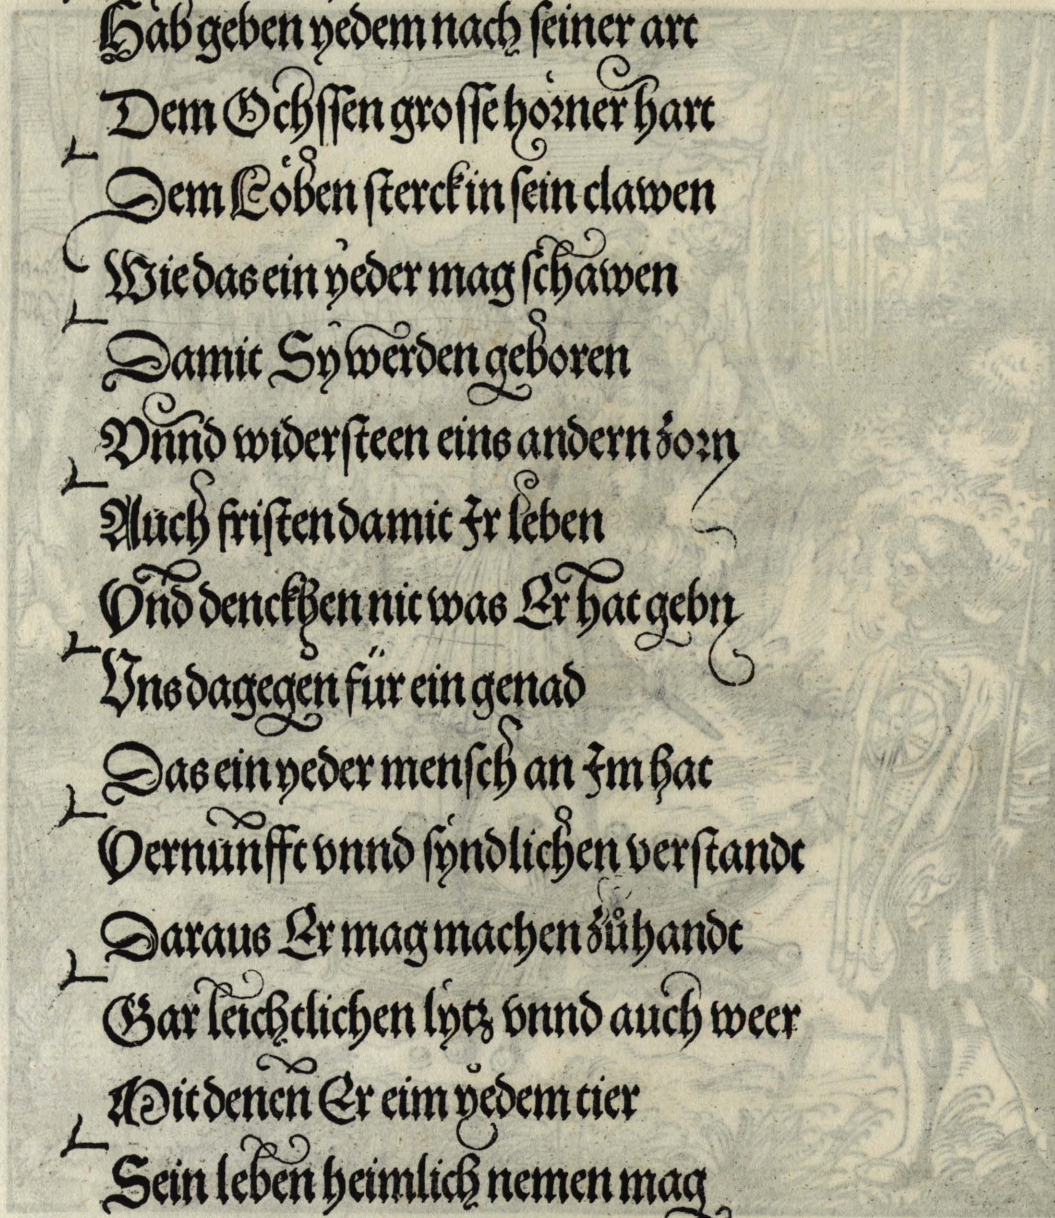 Hab geben yedem nach seiner art
Dem Ochssen grosse hörner hart
Dem Löben sterck in sein clawen
Wie das ein yeder mag schawen
Damit Sy werden geboren
Vnnd widersteen eins andern zorn
Auch fristen damit Ir leben
Vnd denckhen nit was Er hat gebn
Vns dagegen für ein genad
Das ein yeder mensch an Im hat
Vernunfft vnnd syndlichen verstandt
Daraus Er mag machen zůhandt
Gar leichtlichen lytz vnnd auch weer
Mit denen Er eim yedem tier
Sein leben heimlich nemen mag